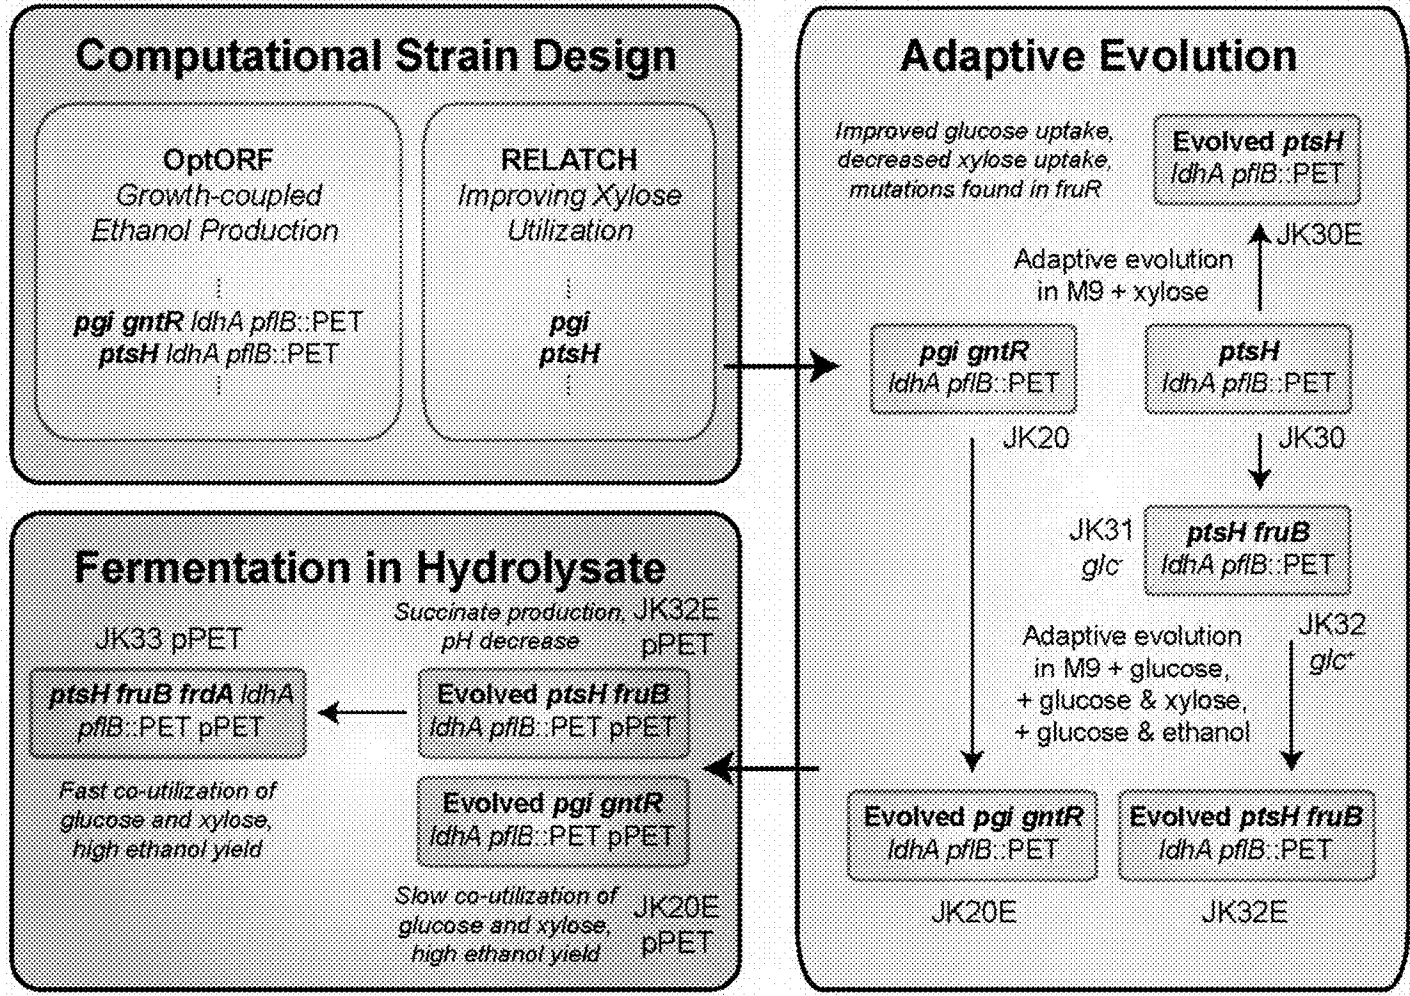 Computational Strain Design
OptORF
Growth-coupled
Ethanol Production
pgi gntR ldhA pflB::PET
ptsH ldhA pflB::PET
RELATCH
Improving Xylose
Utilization
pgi
ptsH
Adaptive Evolution
Improved glucose uptake,
decreased xylose uptake,
mutations found in fruR
Evolved ptsH
ldhA pflB::PET
JK30E
Adaptive evolution
in M9 + xylose
pgi gntR
ldhA pflB::PET
JK20
ptsH
ldhA pflB::PET
JK30
JK31
glc-
ptsH fruB
ldhA pflB::PET
JK32
glc+
Adaptive evolution
in M9 + glucose,
+ glucose & xylose,
+ glucose & ethanol
Evolved pgi gntR
ldhA pflB::PET
JK20E
Evolved ptsH fruB
ldhA pflB::PET
JK32E
Fermentation in Hydrolysate
Succinate production,
pH decrease
JK32E
pPET
JK33 pPET
ptsH fruB frdA ldhA
pflB::PET pPET
Fast co-utilization of
glucose and xylose,
high ethanol yield
Evolved ptsH fruB
ldhA pflB::PET pPET
Evolved pgi gntR
ldhA pflB::PET pPET
Slow co-utilization of
glucose and xylose,
high ethanol yield
JK20E
pPET